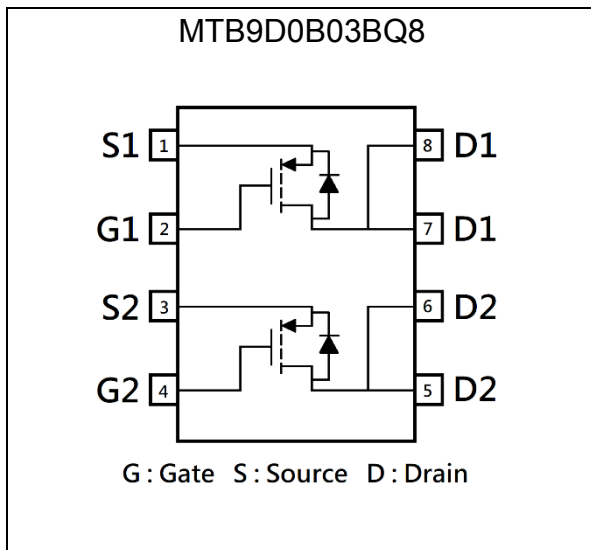 MTB9D0B03BQ8
S1 1 8 D1
G1 2 7 D1
S2 3 6 D2
G2 4 5 D2
G : Gate S : Source D : Drain